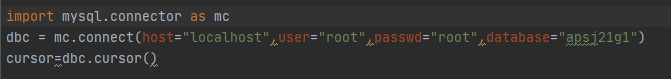 import mysql.connector as mc
dbc = mc.connect(host="localhost",user="root",passwd="root",database="apsj21g1")
cursor=dbc.cursor()